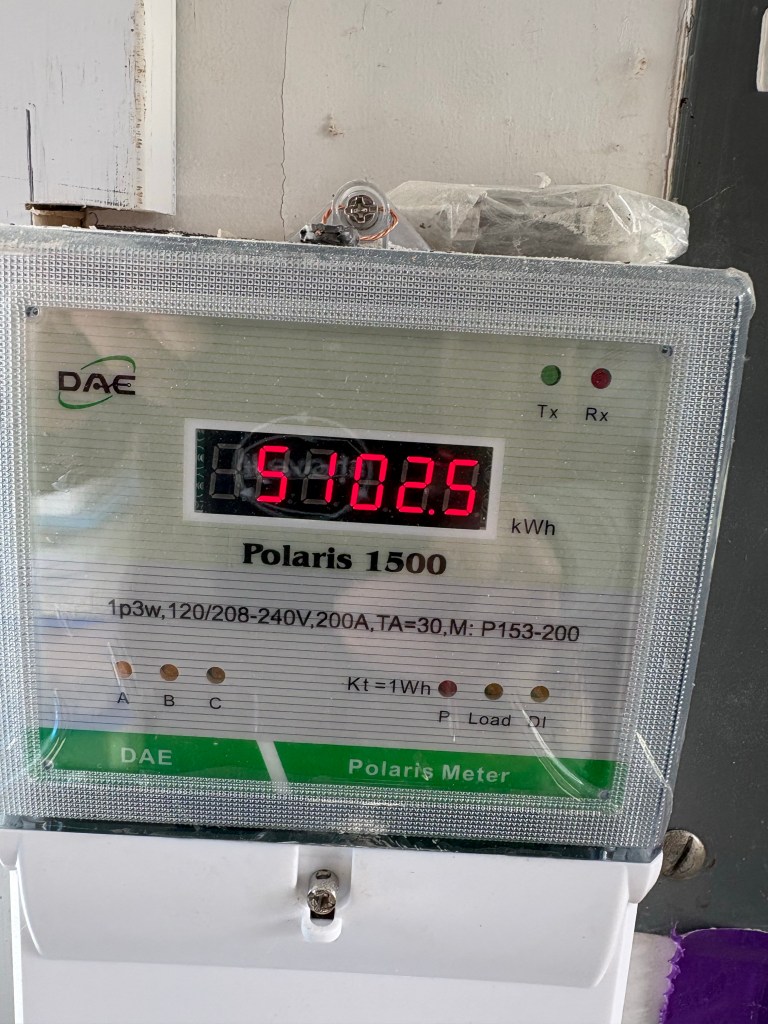 DAE
Tx Rx
5102.5
kWh
Polaris 1500
1p3w,120/208-240V,200A,TA=30,M: P153-200
Kt=1Wh
A B C
P Load DI
DAE
Polaris Meter